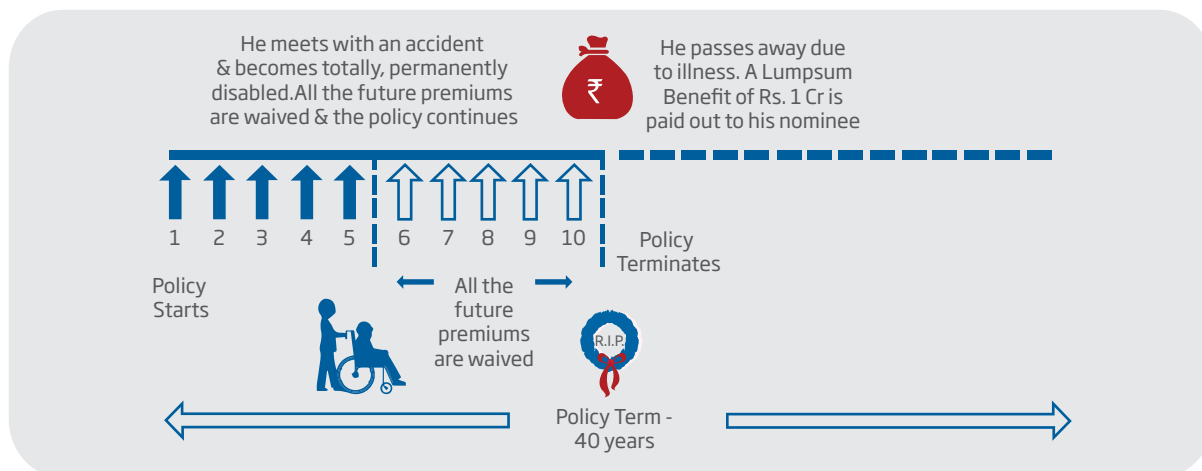 He meets with an accident
& becomes totally, permanently
disabled.All the future premiums
are waived & the policy continues
₹
He passes away due
to illness. A Lumpsum
Benefit of Rs. 1 Cr is
paid out to his nominee
1 2 3 4 5 6 7 8 9 10
Policy
Terminates
Policy
Starts
All the
future
premiums
are waived
R.I.P.
Policy Term -
40 years